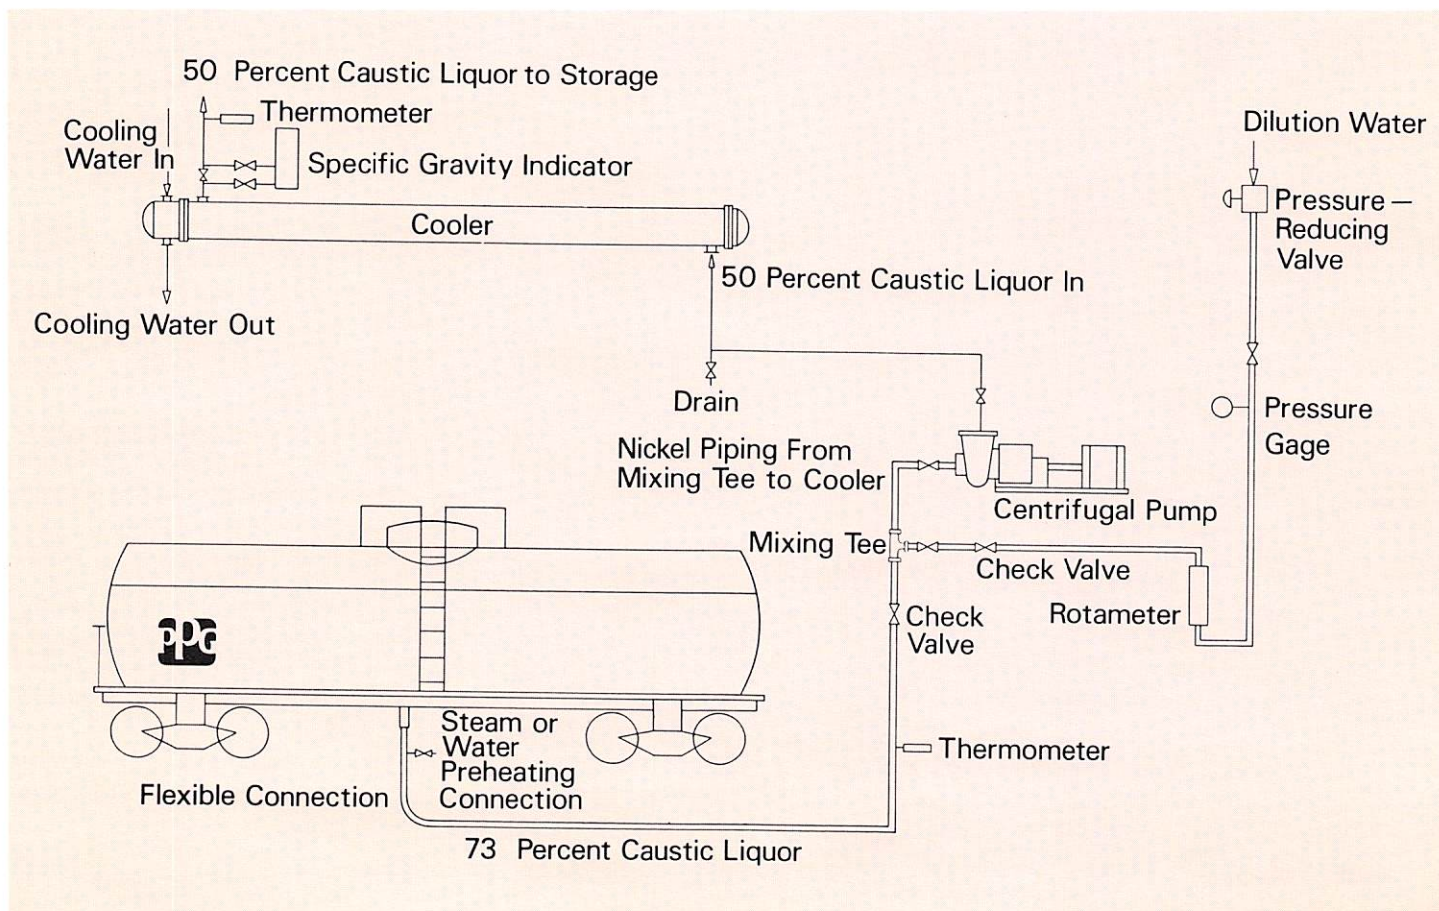 50 Percent Caustic Liquor to Storage
Thermometer
Cooling
Water In
Specific Gravity Indicator
Dilution Water
Pressure —
Reducing
Valve
Cooler
50 Percent Caustic Liquor In
Cooling Water Out
Drain
Pressure
Gage
Nickel Piping From
Mixing Tee to Cooler
Centrifugal Pump
Mixing Tee
Check Valve
Rotameter
Check
Valve
PPG
Steam or
Water
Preheating
Connection
Thermometer
Flexible Connection
73 Percent Caustic Liquor